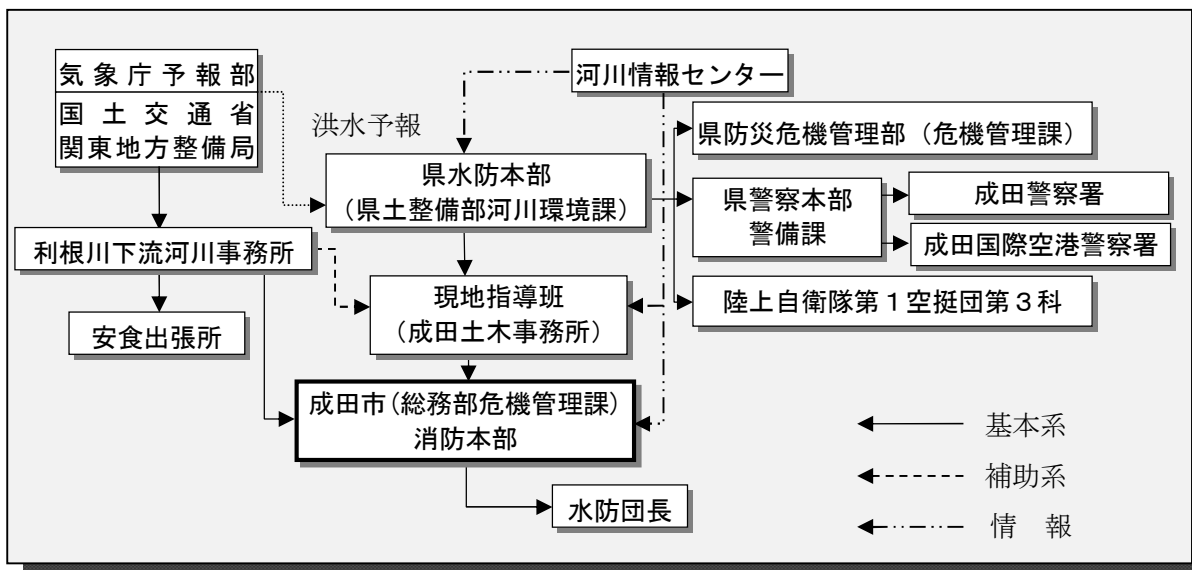 気象庁予報部
国土交通省
関東地方整備局
河川情報センター
洪水予報
県防災危機管理部（危機管理課）
県水防本部
（県土整備部河川環境課）
県警察本部
警備課
成田警察署
成田国際空港警察署
利根川下流河川事務所
現地指導班
（成田土木事務所）
陸上自衛隊第１空挺団第３科
安食出張所
成田市（総務部危機管理課）
消防本部
水防団長
基本系
補助系
情　報